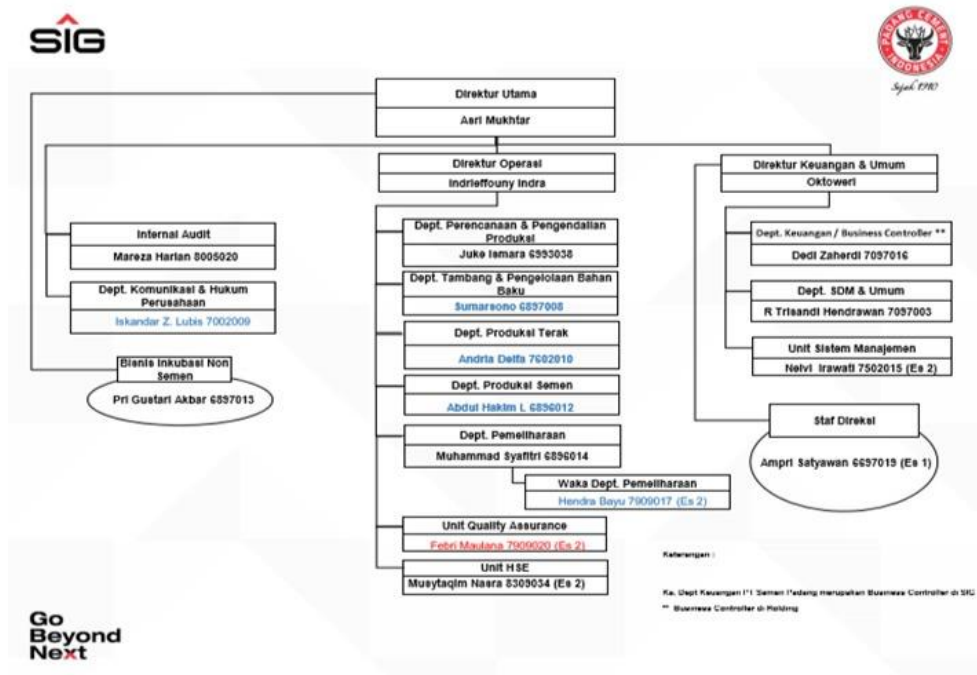 SIG
PADANG CEMENT
INDONESIA
Sejak 1910
Direktur Utama
Asri Mukhtar
Direktur Operasi
Indrieffouny Indra
Direktur Keuangan & Umum
Oktoweri
Internal Audit
Mareza Harlan 8005020
Dept. Komunikasi & Hukum
Perusahaan
Iskandar Z. Lubis 7002009
Bisnis Inkubasi Non
Semen
Pri Gustari Akbar 6897013
Dept. Perencanaan & Pengendalian
Produksi
Juke Ismara 6993038
Dept. Tambang & Pengelolaan Bahan
Baku
Sumarsono 6897008
Dept. Produksi Terak
Andria Delfa 7602010
Dept. Produksi Semen
Abdul Hakim L 6896012
Dept. Pemeliharaan
Muhammad Syafitri 6896014
Waka Dept. Pemeliharaan
Hendra Bayu 7909017 (Es 2)
Unit Quality Assurance
Febri Maulana 7909020 (Es 2)
Unit HSE
Musytaqim Nasra 8309034 (Es 2)
Dept. Keuangan / Business Controller **
Dedi Zaherdi 7097016
Dept. SDM & Umum
R Trisandi Hendrawan 7097003
Unit Sistem Manajemen
Nelvi Irawati 7502015 (Es 2)
Staf Direksi
Ampri Satyawan 6697019 (Es 1)
Keterangan :
Ka. Dept Keuangan PT Semen Padang merupakan Business Controller di SIG
** Business Controller di Holding
Go
Beyond
Next